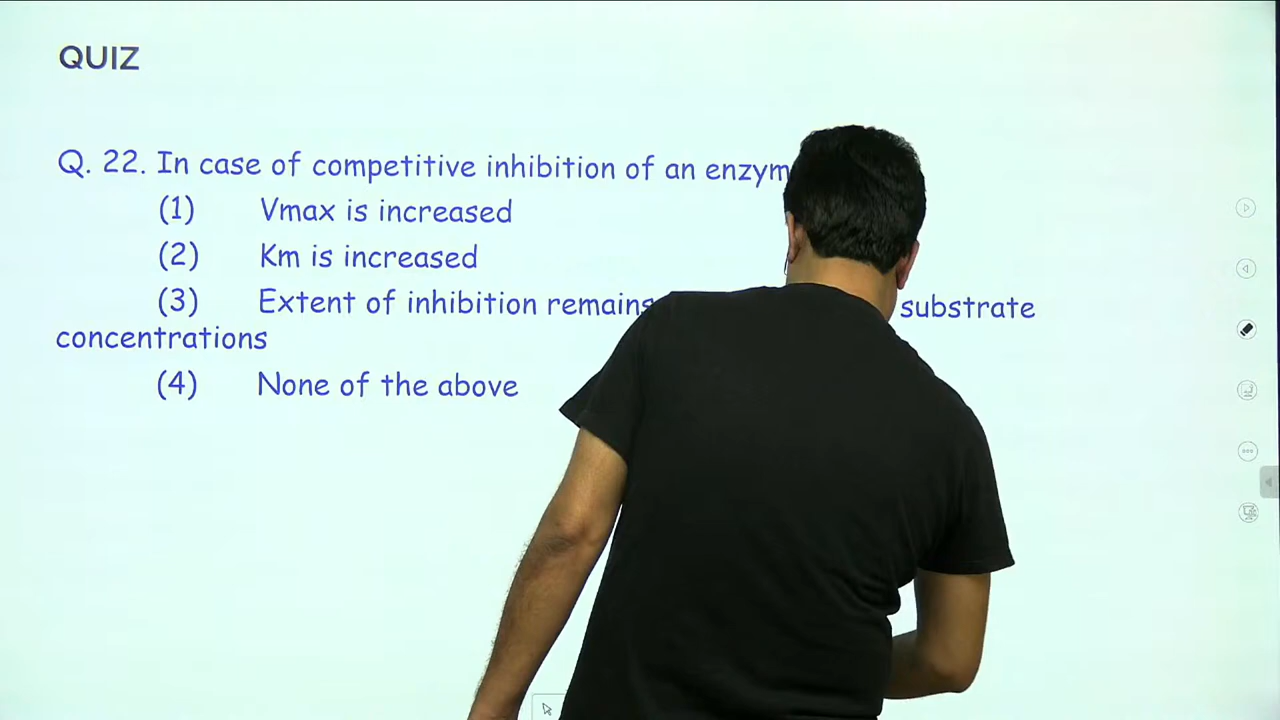 QUIZ
Q. 22. In case of competitive inhibition of an
(1) Vmax is increased
(2) Km is increased
(3) Extent of inhibition remains substrate
concentrations
(4) None of the above